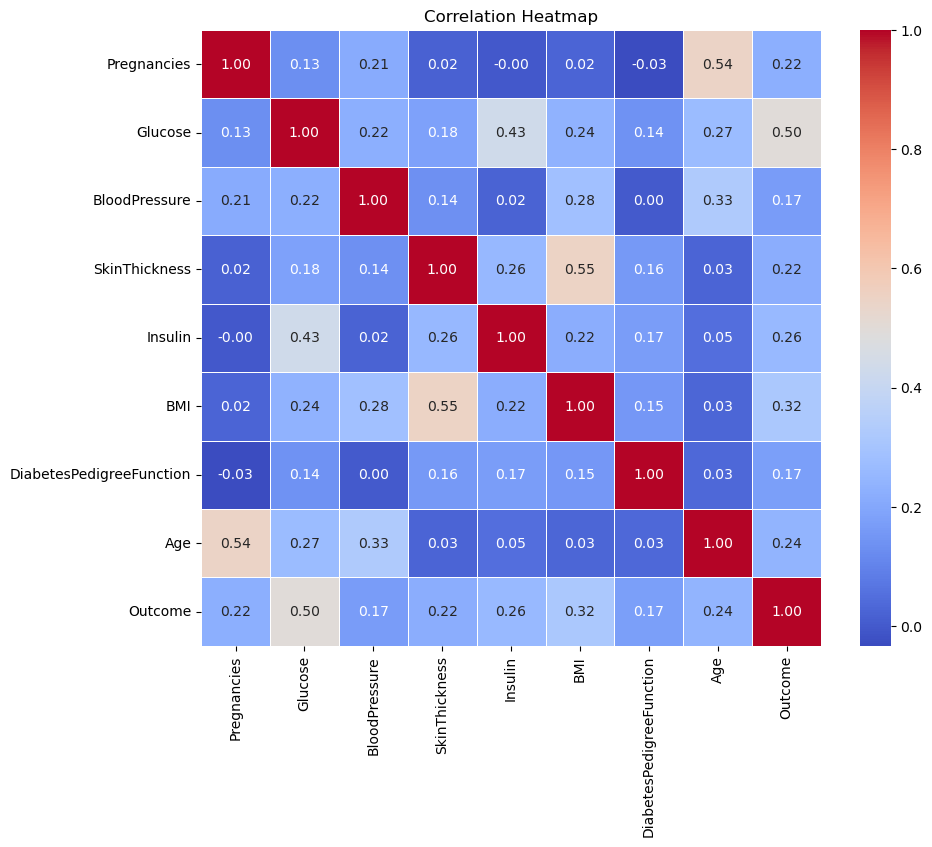 Correlation Heatmap
Pregnancies 1.00 0.13 0.21 0.02 -0.00 0.02 -0.03 0.54 0.22
Glucose 0.13 1.00 0.22 0.18 0.43 0.24 0.14 0.27 0.50
BloodPressure 0.21 0.22 1.00 0.14 0.02 0.28 0.00 0.33 0.17
SkinThickness 0.02 0.18 0.14 1.00 0.26 0.55 0.16 0.03 0.22
Insulin -0.00 0.43 0.02 0.26 1.00 0.22 0.17 0.05 0.26
BMI 0.02 0.24 0.28 0.55 0.22 1.00 0.15 0.03 0.32
DiabetesPedigreeFunction -0.03 0.14 0.00 0.16 0.17 0.15 1.00 0.03 0.17
Age 0.54 0.27 0.33 0.03 0.05 0.03 0.03 1.00 0.24
Outcome 0.22 0.50 0.17 0.22 0.26 0.32 0.17 0.24 1.00
Pregnancies
Glucose
BloodPressure
SkinThickness
Insulin
BMI
DiabetesPedigreeFunction
Age
Outcome
1.0
0.8
0.6
0.4
0.2
0.0